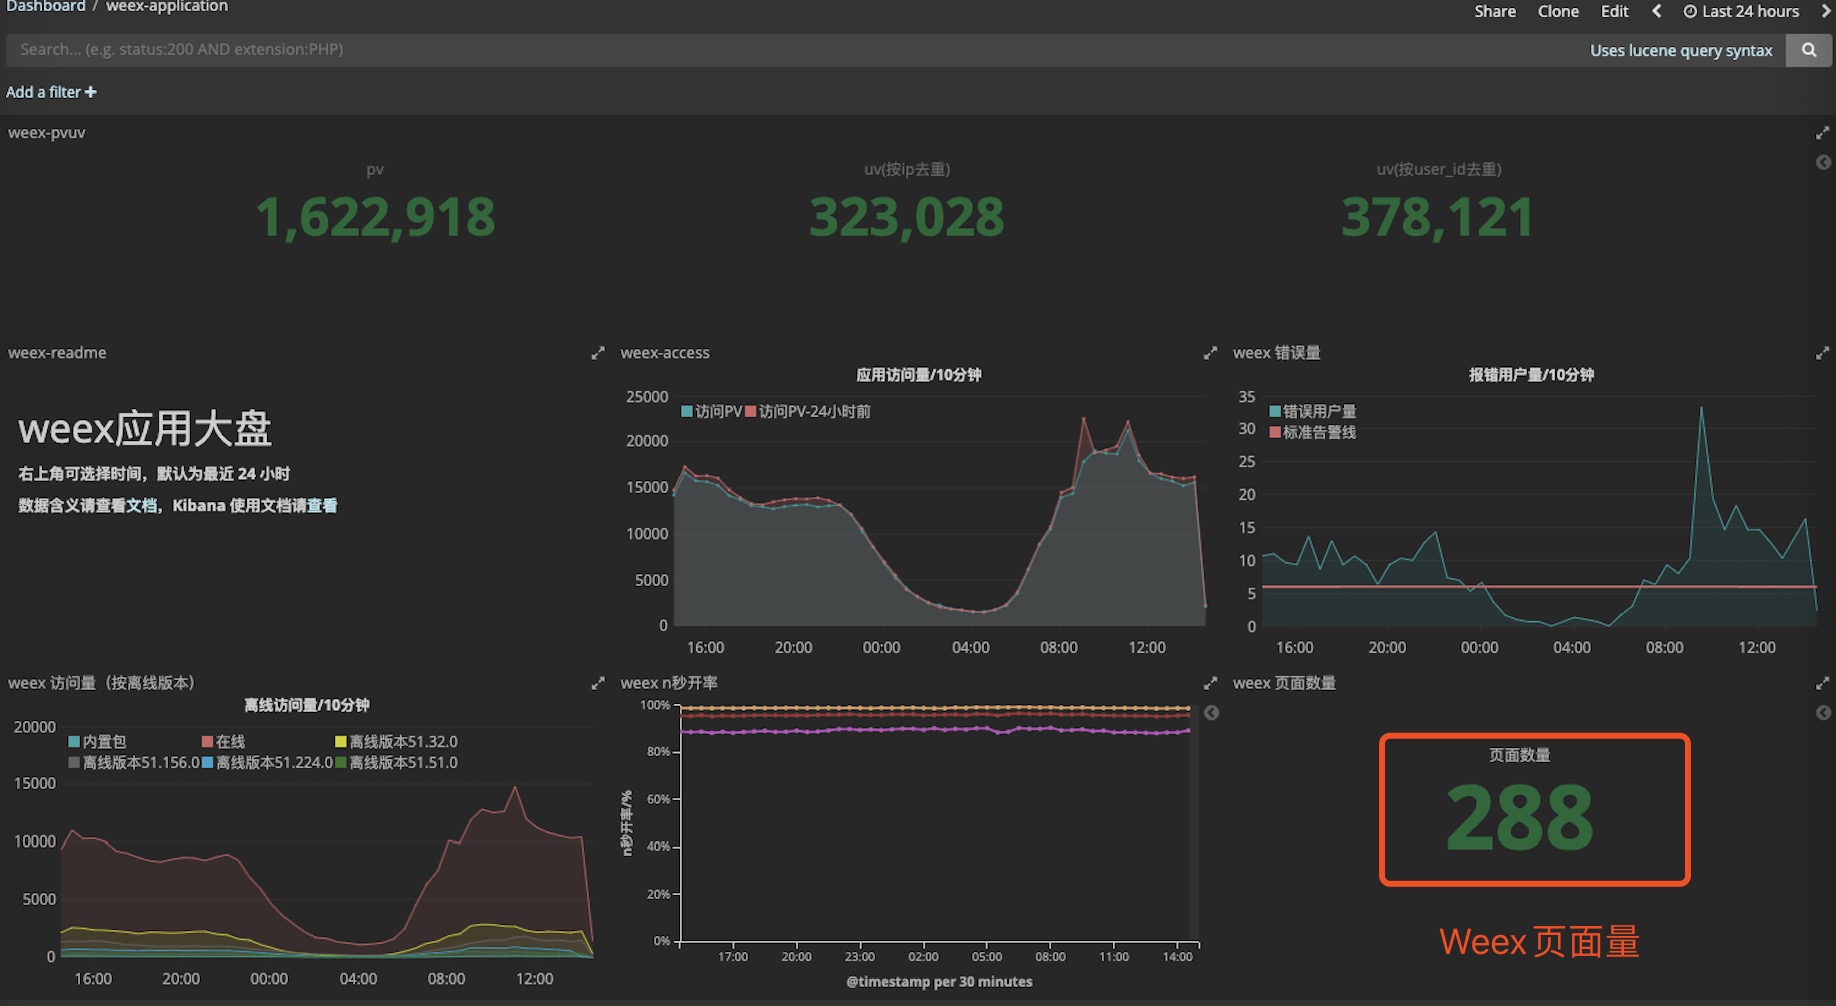 Dashboard / weex-application
Share Clone Edit Last 24 hours
Search... (e.g. status:200 AND extension:PHP)
Uses lucene query syntax
Add a filter +
weex-pvuv
pv
1,622,918
uv(按ip去重)
323,028
uv(按user_id去重)
378,121
weex-readme
weex应用大盘
右上角可选择时间，默认为最近 24 小时
数据含义请查看文档，Kibana 使用文档请查看
weex-access
应用访问量/10分钟
访问PV 访问PV-24小时前
25000
20000
15000
10000
5000
0
16:00 20:00 00:00 04:00 08:00 12:00
weex 错误量
报错用户量/10分钟
错误用户量
标准告警线
35
30
25
20
15
10
5
0
16:00 20:00 00:00 04:00 08:00 12:00
weex 访问量（按离线版本）
离线访问量/10分钟
内置包 在线 离线版本51.32.0
离线版本51.156.0 离线版本51.224.0 离线版本51.51.0
20000
15000
10000
5000
0
16:00 20:00 00:00 04:00 08:00 12:00
weex n秒开率
n秒开率/%
100%
80%
60%
40%
20%
0%
17:00 20:00 23:00 02:00 05:00 08:00 11:00 14:00
@timestamp per 30 minutes
weex 页面数量
页面数量
288
Weex页面量